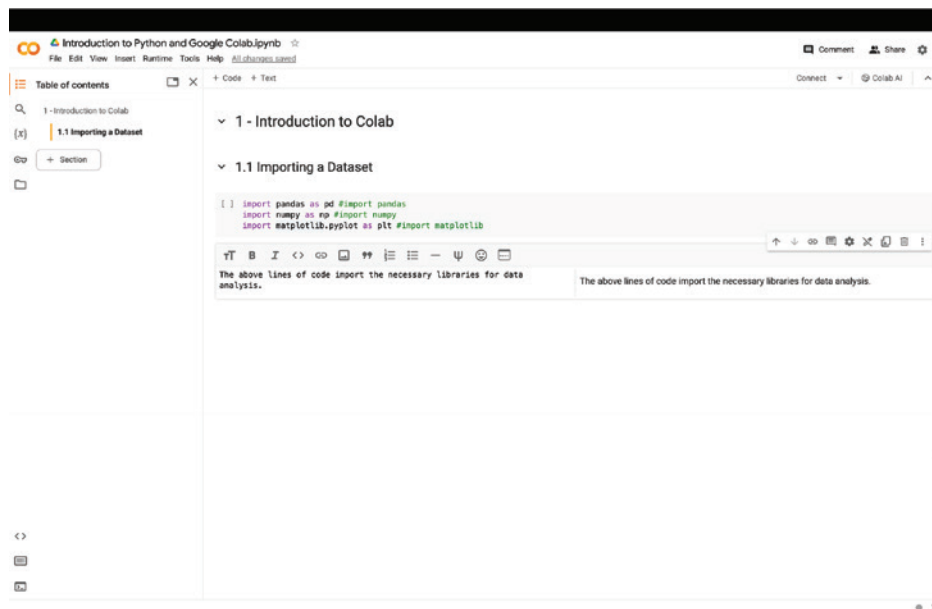 Introduction to Python and Google Colab.ipynb
File Edit View Insert Runtime Tools Help All changes saved
Comment Share
Table of contents
+ Code + Text
Connect
Colab AI
1 - Introduction to Colab
1.1 Importing a Dataset
+ Section
1 - Introduction to Colab
1.1 Importing a Dataset
[ ] import pandas as pd #import pandas
import numpy as np #inport numpy
import matplotlib.pyplot as plt #inport matplotlib
The above lines of code import the necessary libraries for data
analysis.
The above lines of code import the necessary libraries for data analysis.